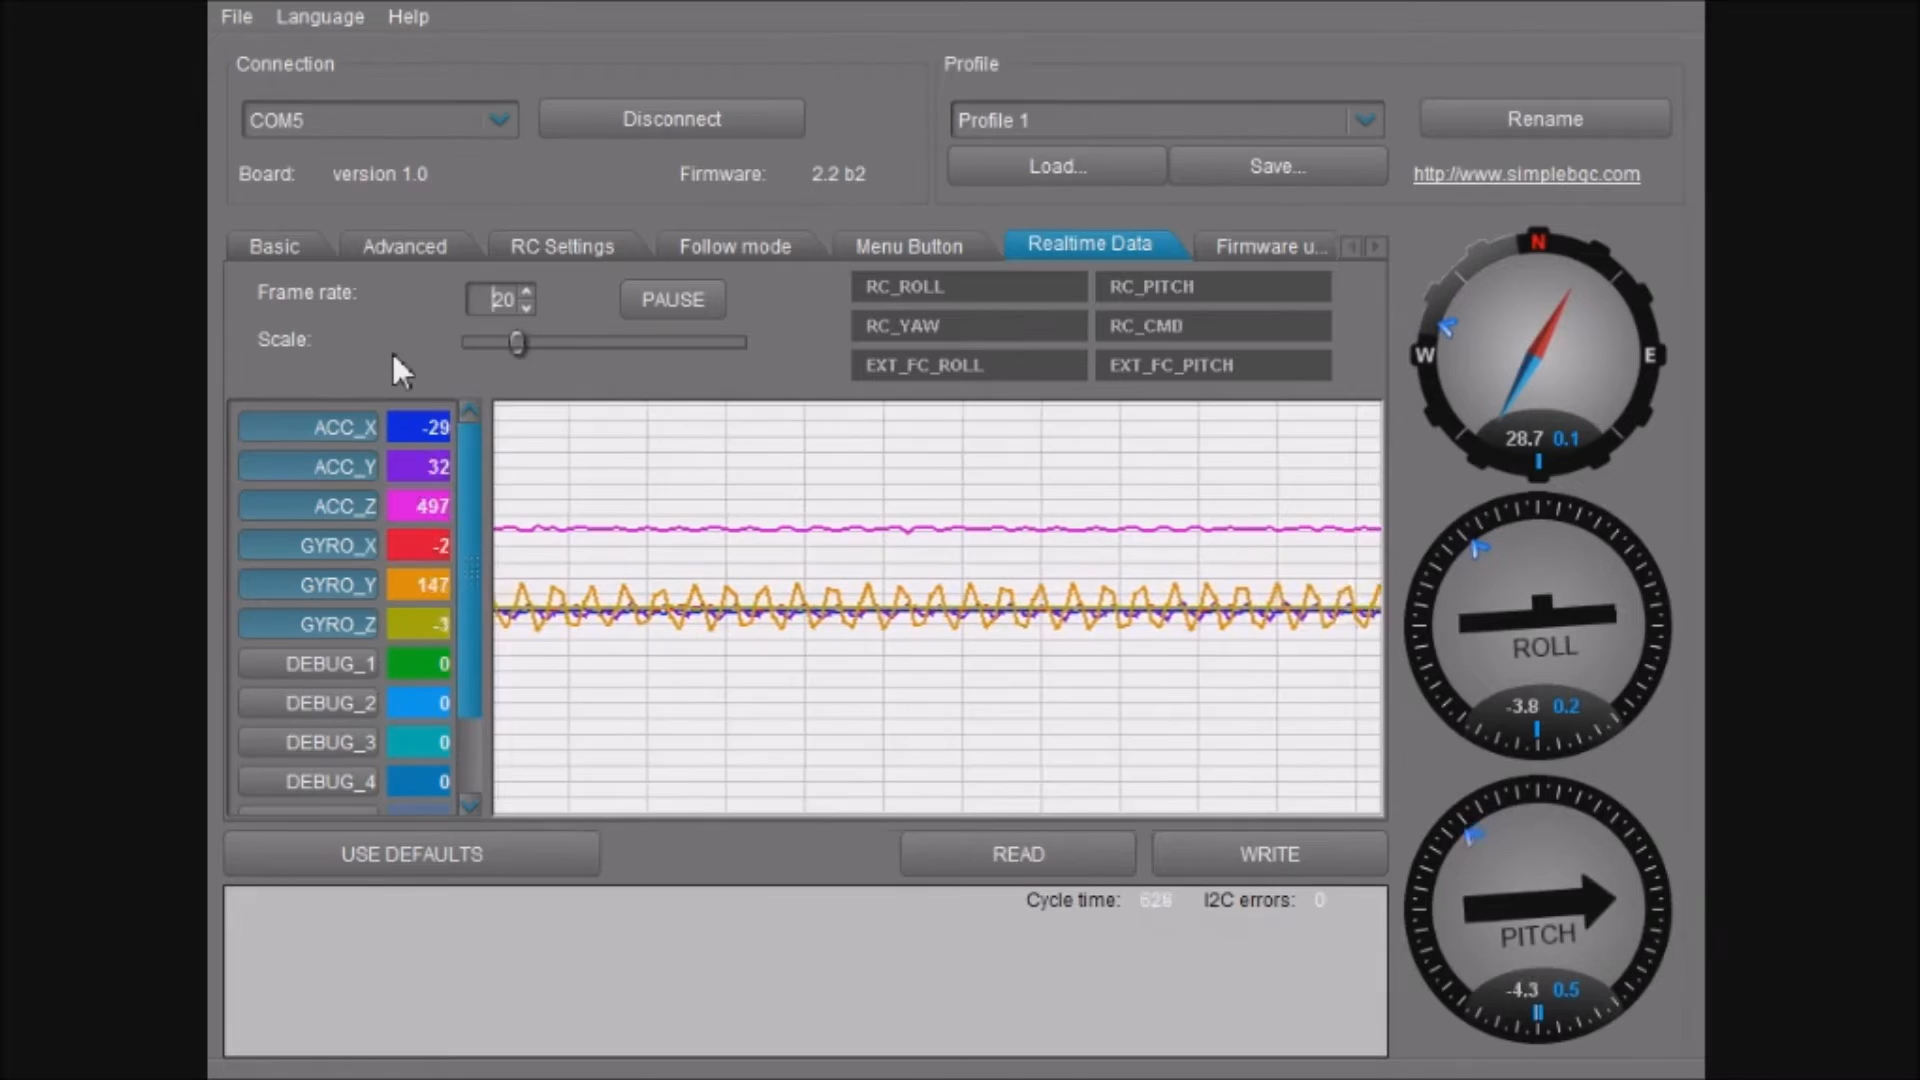 File Language Help
Connection
Profile
COM5
Disconnect
Profile 1
Rename
Load...
Save...
Board: version 1.0
Firmware: 2.2 b2
http://www.simplebgc.com
Basic
Advanced
RC Settings
Follow mode
Menu Button
Realtime Data
Firmware u...
Frame rate:
20
PAUSE
Scale:
RC_ROLL
RC_PITCH
RC_YAW
RC_CMD
EXT_FC_ROLL
EXT_FC_PITCH
N
W
E
28.7 0.1
ACC_X -29
ACC_Y 32
ACC_Z 497
GYRO_X -2
GYRO_Y 147
GYRO_Z -3
DEBUG_1 0
DEBUG_2 0
DEBUG_3 0
DEBUG_4 0
ROLL
-3.8 0.2
USE DEFAULTS
READ
WRITE
Cycle time: 628 I2C errors: 0
PITCH
-4.3 0.5